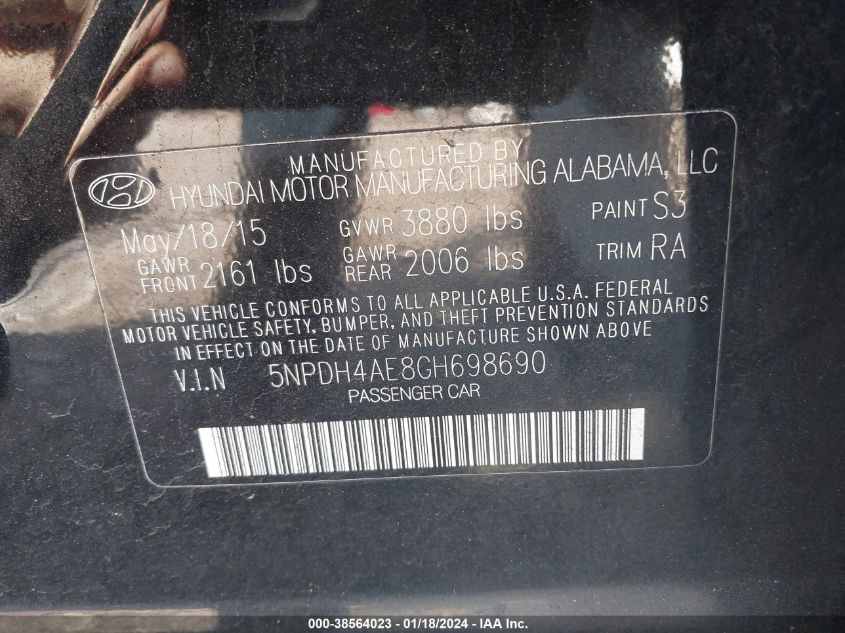 MANUFACTURED BY
HYUNDAI MOTOR MANUFACTURING ALABAMA, LLC
May/18/15 GVWR 3880 lbs PAINT S3
GAWR FRONT 2161 lbs GAWR REAR 2006 lbs TRIM RA
THIS VEHICLE CONFORMS TO ALL APPLICABLE U.S.A. FEDERAL
MOTOR VEHICLE SAFETY, BUMPER, AND THEFT PREVENTION STANDARDS
IN EFFECT ON THE DATE OF MANUFACTURE SHOWN ABOVE
V.I.N 5NPDH4AE8GH698690
PASSENGER CAR
000-38564023 - 01/18/2024 - IAA Inc.